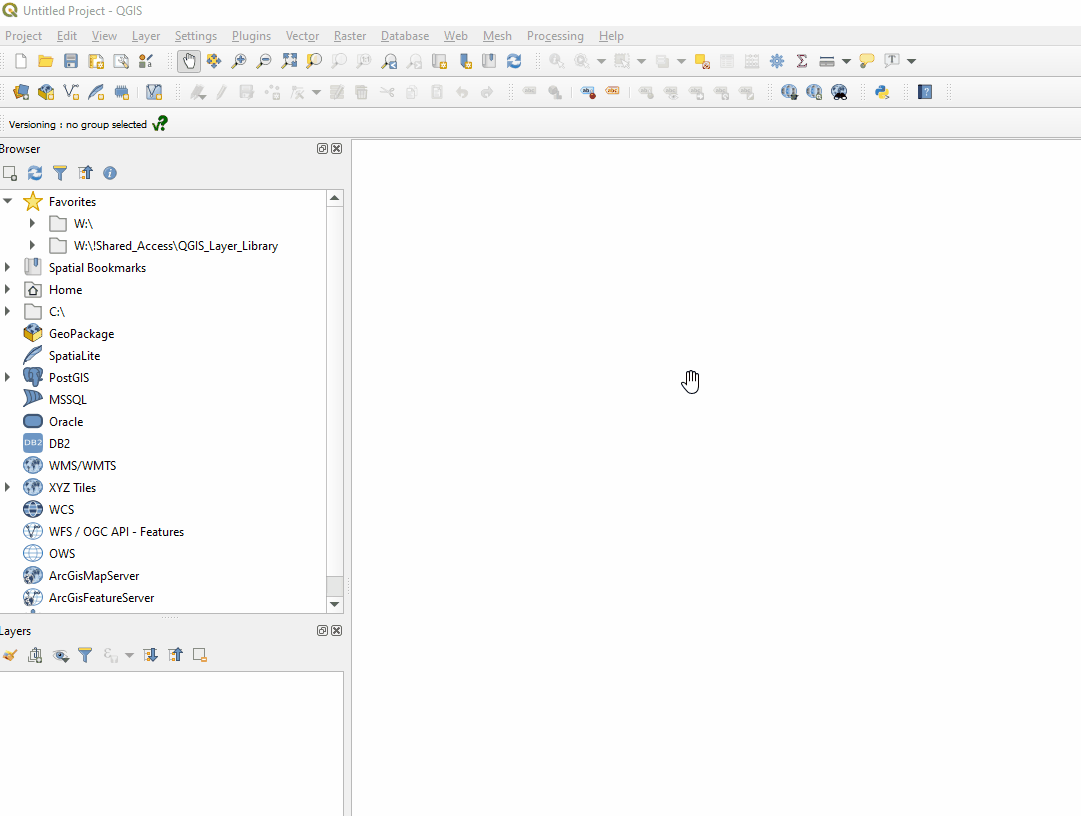 Untitled Project - QGIS
Project Edit View Layer Settings Plugins Vector Raster Database Web Mesh Processing Help
Versioning : no group selected
Browser
Favorites
W:\
W:\!Shared_Access\QGIS_Layer_Library
Spatial Bookmarks
Home
C:\
GeoPackage
SpatiaLite
PostGIS
MSSQL
Oracle
DB2
DB2
WMS/WMTS
XYZ Tiles
WCS
WFS / OGC API - Features
OWS
ArcGisMapServer
ArcGisFeatureServer
Layers